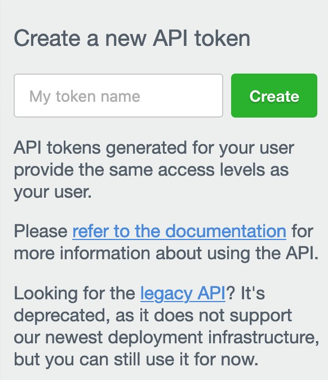 Create a new API token
My token name
Create
API tokens generated for your user
provide the same access levels as
your user.
Please refer to the documentation for
more information about using the API.
Looking for the legacy API? It's
deprecated, as it does not support
our newest deployment infrastructure,
but you can still use it for now.